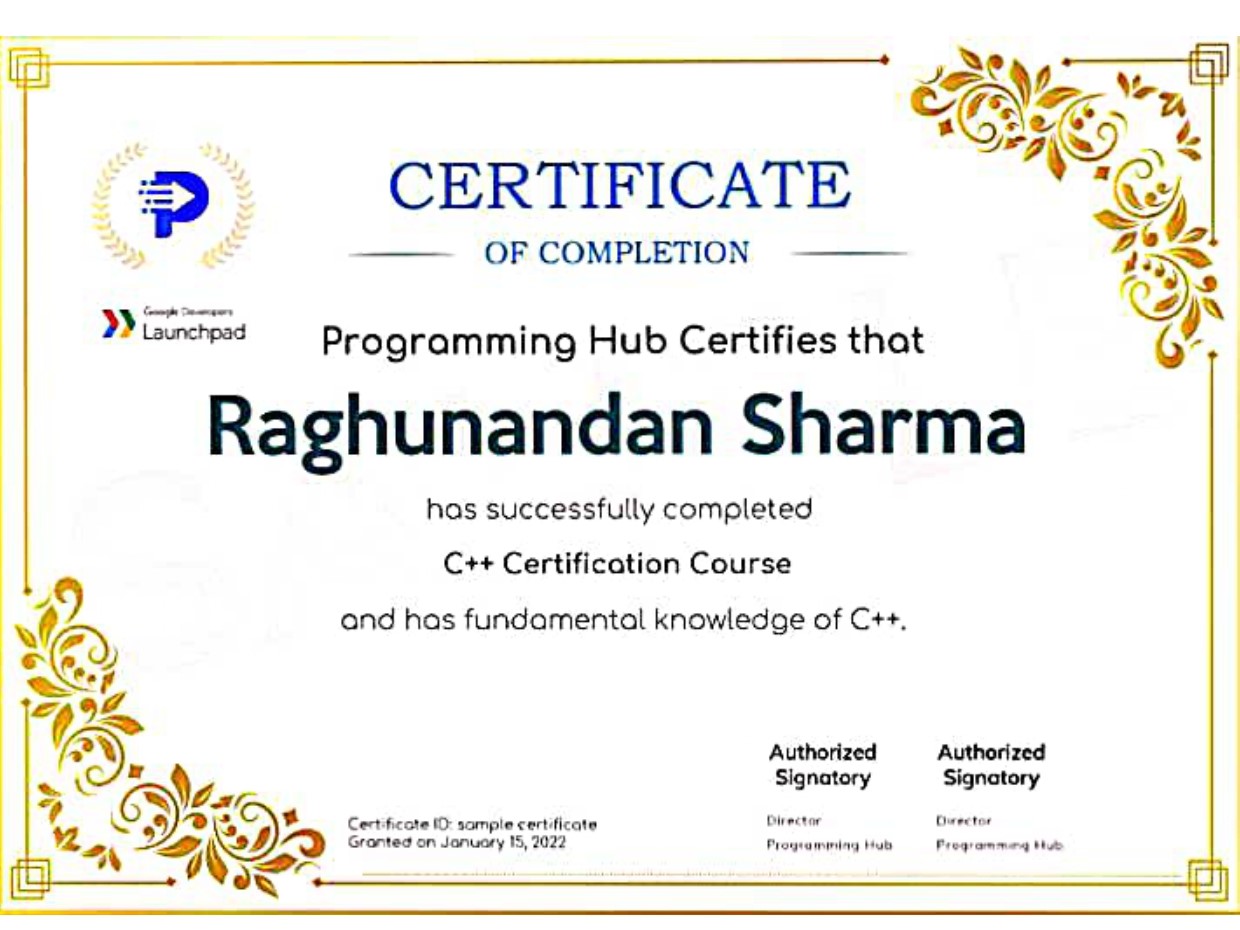 CERTIFICATE
OF COMPLETION
Google Developers
Launchpad
Programming Hub Certifies that
Raghunandan Sharma
has successfully completed
C++ Certification Course
and has fundamental knowledge of C++.
Authorized Signatory
Authorized Signatory
Certificate ID: sample certificate
Granted on January 15, 2022
Director
Programming Hub
Director
Programming Hub